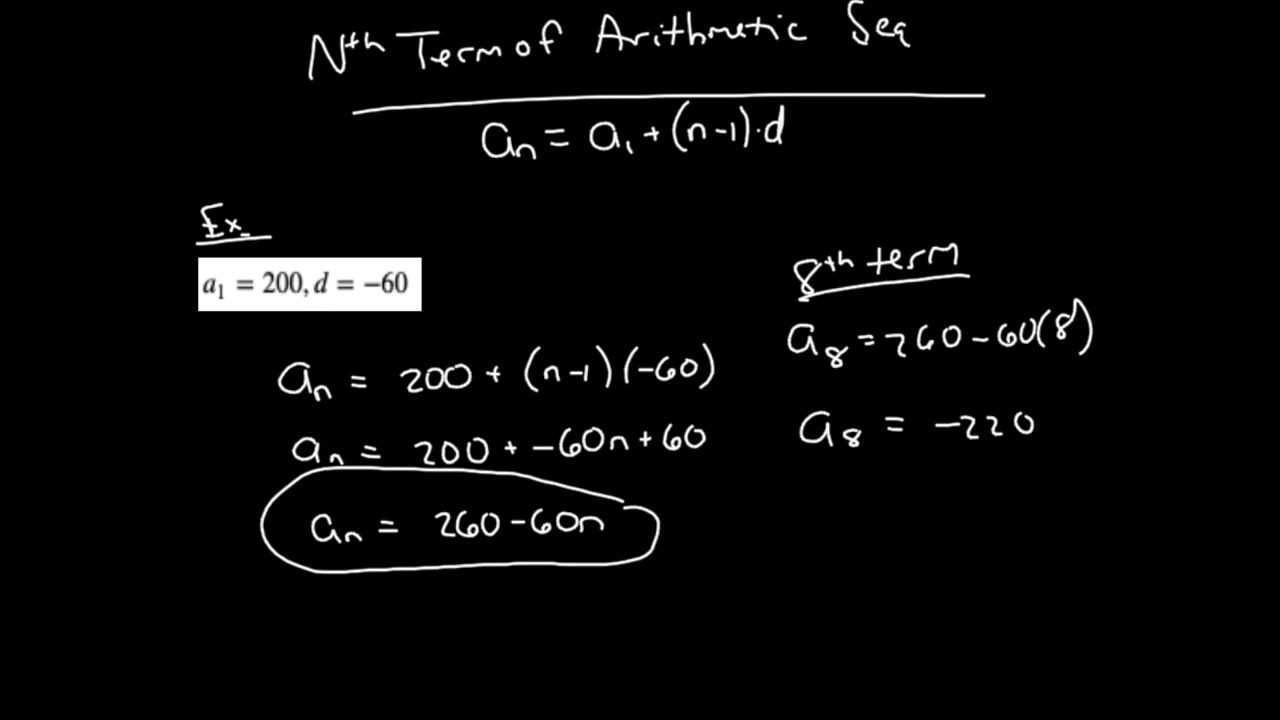 Nth Term of Arithmetic Seq
an = a1 + (n-1)·d
Ex.
a1 = 200, d = −60
an = 200 + (n-1)(-60)
an = 200 + -60n + 60
an = 260 - 60n
8th term
a8 = 260 - 60(8)
a8 = -220